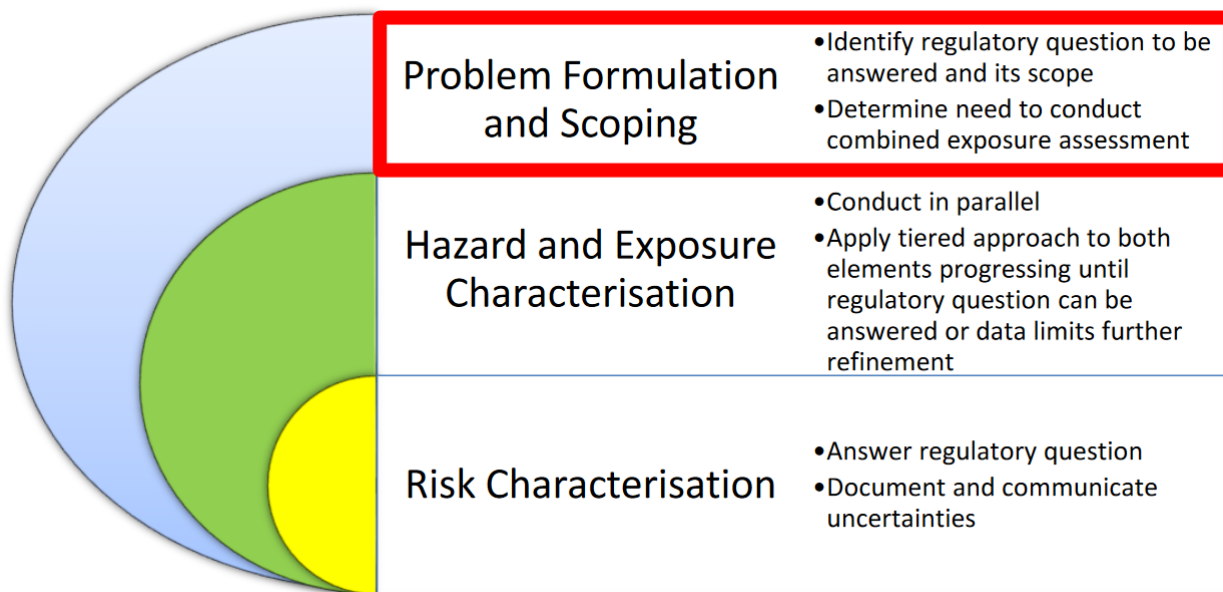 Problem Formulation
and Scoping
•Identify regulatory question to be
answered and its scope
•Determine need to conduct
combined exposure assessment
Hazard and Exposure
Characterisation
•Conduct in parallel
•Apply tiered approach to both
elements progressing until
regulatory question can be
answered or data limits further
refinement
Risk Characterisation
•Answer regulatory question
•Document and communicate
uncertainties